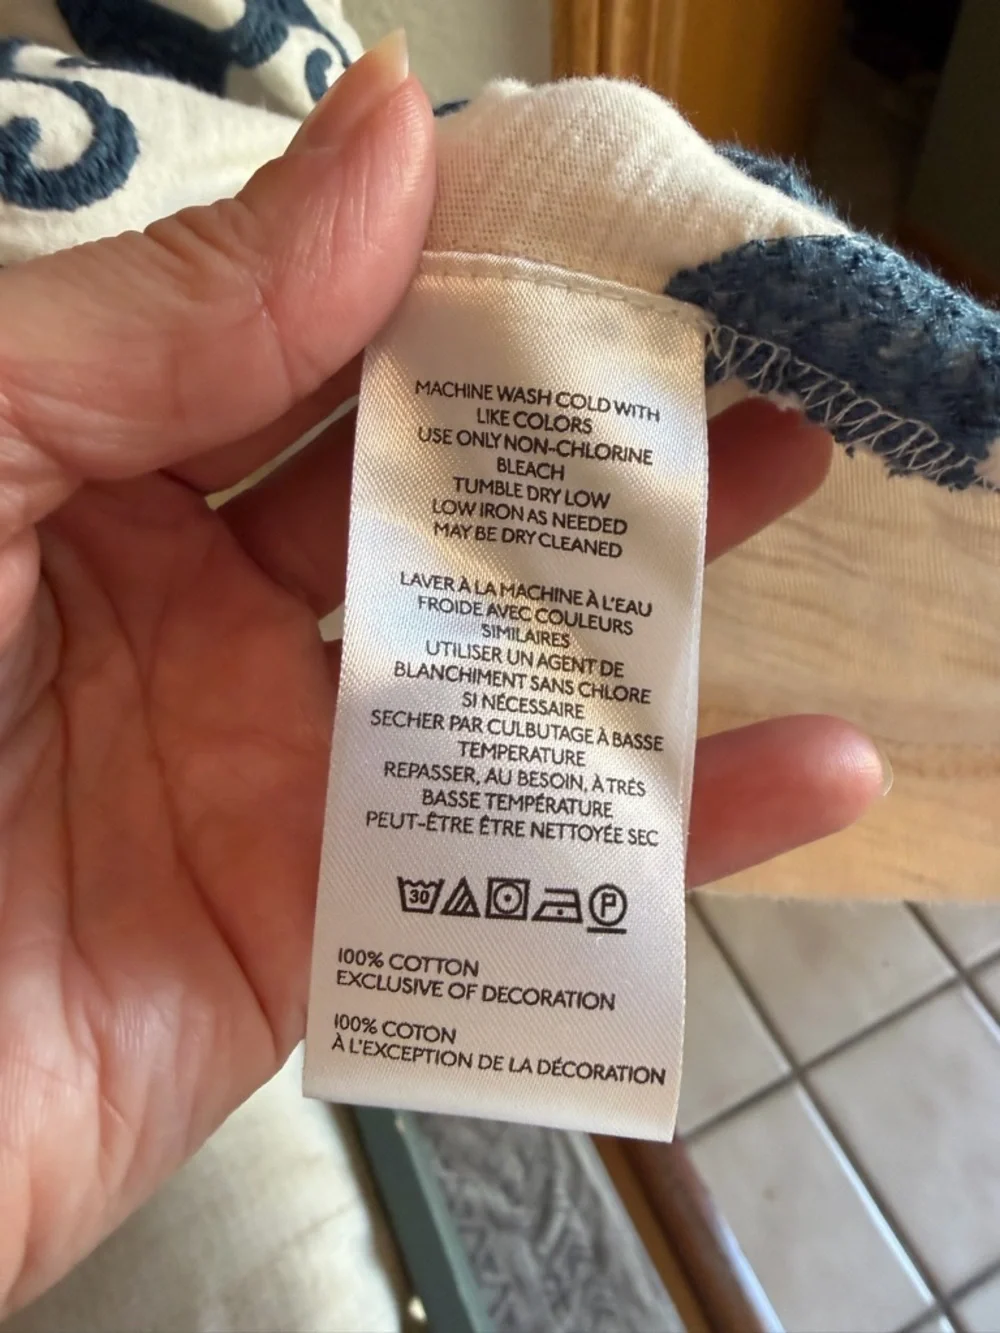 MACHINE WASH COLD WITH
LIKE COLORS
USE ONLY NON-CHLORINE
BLEACH
TUMBLE DRY LOW
LOW IRON AS NEEDED
MAY BE DRY CLEANED
LAVER À LA MACHINE À L'EAU
FROIDE AVEC COULEURS
SIMILAIRES
UTILISER UN AGENT DE
BLANCHIMENT SANS CHLORE
SI NÉCESSAIRE
SECHER PAR CULBUTAGE À BASSE
TEMPERATURE
REPASSER, AU BESOIN, À TRÉS
BASSE TEMPÉRATURE
PEUT-ÊTRE ÊTRE NETTOYÉE SEC
30 P
100% COTTON
EXCLUSIVE OF DECORATION
100% COTON
À L'EXCEPTION DE LA DÉCORATION